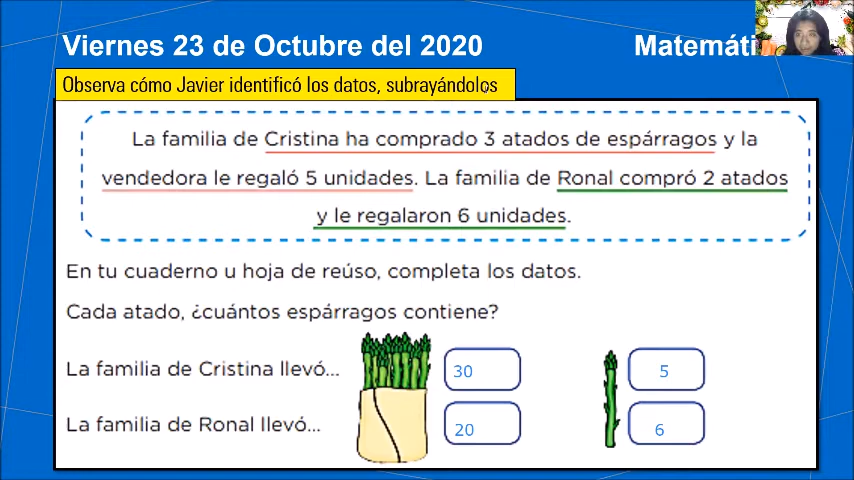 Viernes 23 de Octubre del 2020
Matemáti
Observa cómo Javier identificó los datos, subrayándolos
La familia de Cristina ha comprado 3 atados de espárragos y la
vendedora le regaló 5 unidades. La familia de Ronal compró 2 atados
y le regalaron 6 unidades.
En tu cuaderno u hoja de reúso, completa los datos.
Cada atado, ¿cuántos espárragos contiene?
La familia de Cristina llevó... 30 5
La familia de Ronal llevó... 20 6